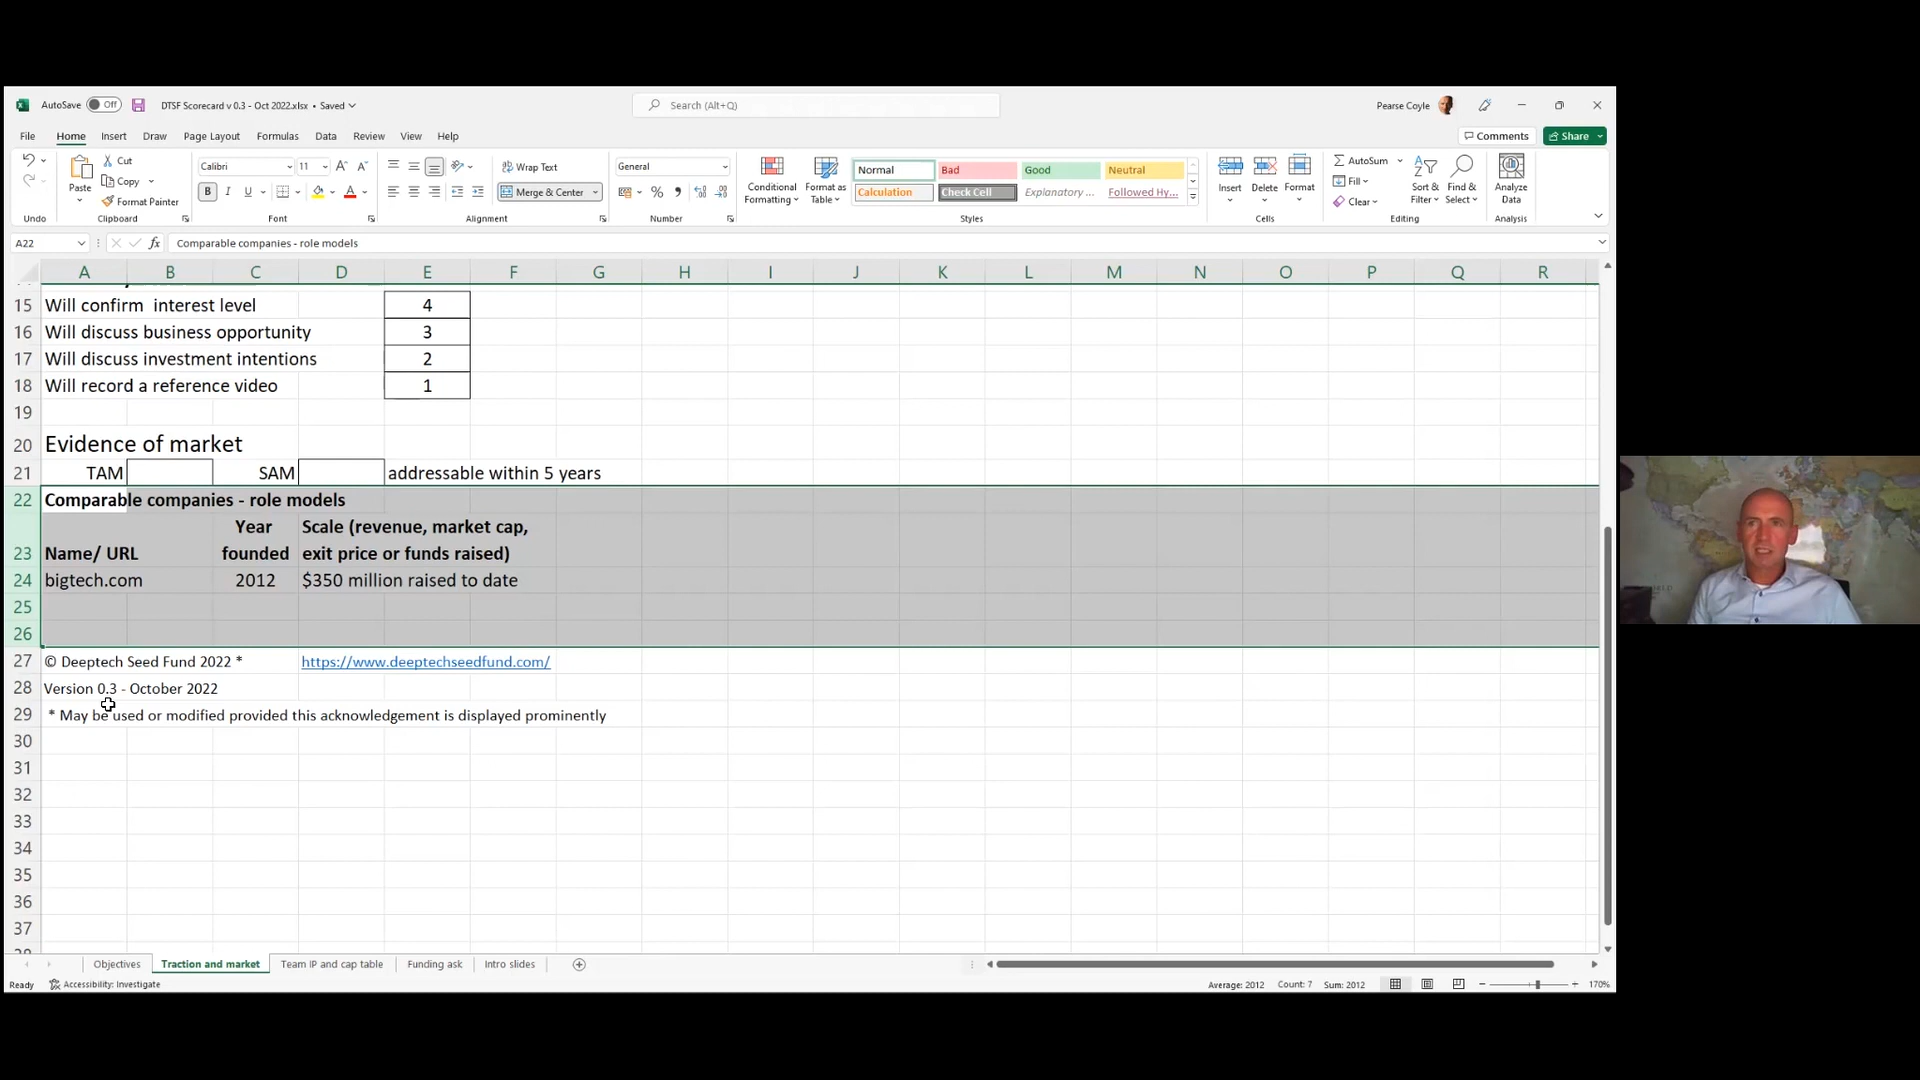 AutoSave Off DTSF Scorecard v 0.3 - Oct 2022.xlsx • Saved Search (Alt+Q) Pearse Coyle
File Home Insert Draw Page Layout Formulas Data Review View Help Comments Share
Paste Cut Copy Format Painter
Calibri 11
B I U A
Wrap Text
Merge & Center
General
Conditional Formatting Format as Table
Normal Bad Good Neutral
Calculation Check Cell Explanatory ... Followed Hy...
Insert Delete Format
AutoSum Fill Clear
Sort & Filter Find & Select
Analyze Data
Undo Clipboard Font Alignment Number Styles Cells Editing Analysis
A22 fx Comparable companies - role models
A B C D E F G H I J K L M N O P Q R
15 Will confirm interest level 4
16 Will discuss business opportunity 3
17 Will discuss investment intentions 2
18 Will record a reference video 1
19
20 Evidence of market
21 TAM SAM addressable within 5 years
22 Comparable companies - role models
Year Scale (revenue, market cap,
23 Name/ URL founded exit price or funds raised)
24 bigtech.com 2012 $350 million raised to date
25
26
27 © Deeptech Seed Fund 2022 * https://www.deeptechseedfund.com/
28 Version 0.3 - October 2022
29 * May be used or modified provided this acknowledgement is displayed prominently
30
31
32
33
34
35
36
37
Objectives Traction and market Team IP and cap table Funding ask Intro slides
Ready Accessibility: Investigate Average: 2012 Count: 7 Sum: 2012 170%